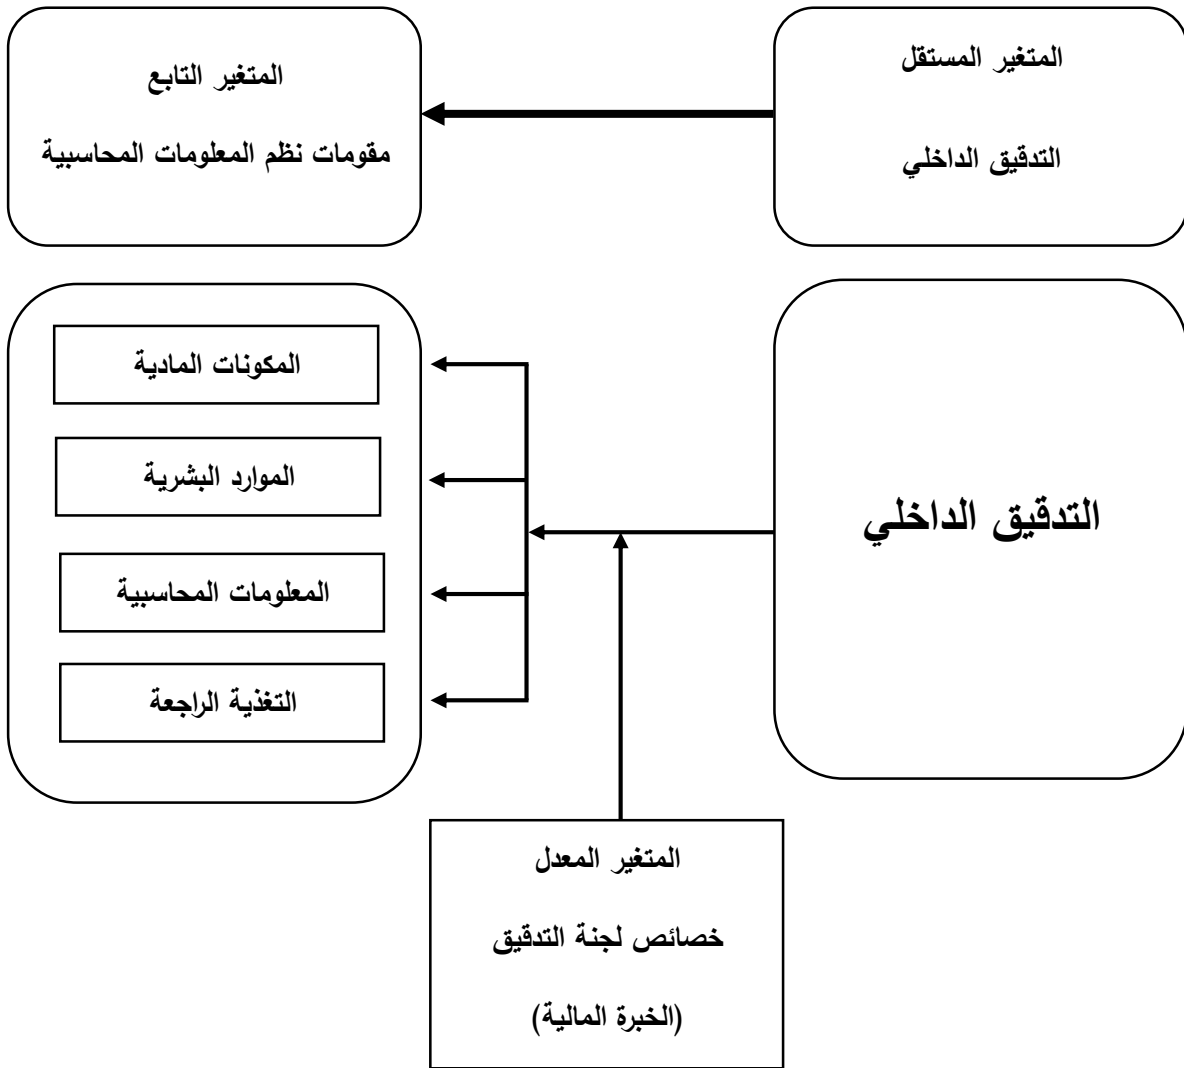 المتغير المستقل
التدقيق الداخلي
المتغير التابع
مقومات نظم المعلومات المحاسبية
التدقيق الداخلي
المكونات المادية
الموارد البشرية
المعلومات المحاسبية
التغذية الراجعة
المتغير المعدل
خصائص لجنة التدقيق
(الخبرة المالية)